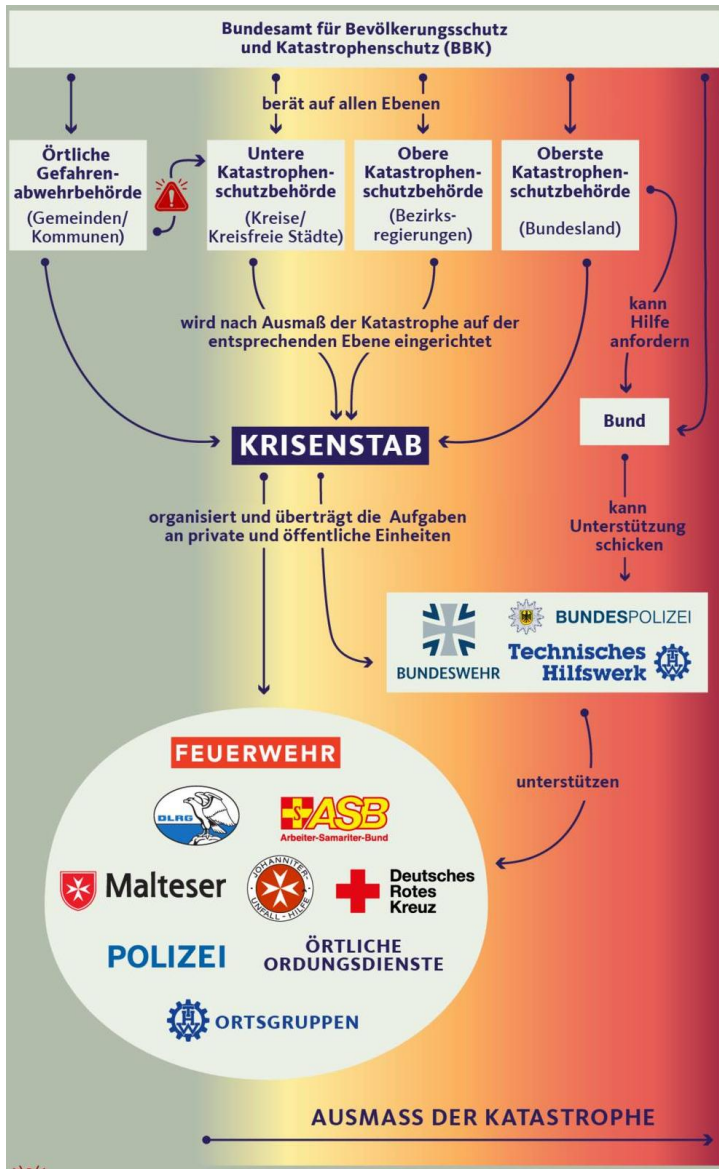 Bundesamt für Bevölkerungsschutz
und Katastrophenschutz (BBK)
berät auf allen Ebenen
Örtliche
Gefahren-
abwehrbehörde
(Gemeinden/
Kommunen)
Untere
Katastrophen-
schutzbehörde
(Kreise/
Kreisfreie Städte)
Obere
Katastrophen-
schutzbehörde
(Bezirks-
regierungen)
Oberste
Katastrophen-
schutzbehörde
(Bundesland)
wird nach Ausmaß der Katastrophe auf der
entsprechenden Ebene eingerichtet
kann
Hilfe
anfordern
Bund
KRISENSTAB
organisiert und überträgt die Aufgaben
an private und öffentliche Einheiten
kann
Unterstützung
schicken
BUNDESWEHR
BUNDESPOLIZEI
Technisches
Hilfswerk
THW
unterstützen
FEUERWEHR
DLRG
S ASB
Arbeiter-Samariter-Bund
Malteser
JOHANNITER-
UNFALL-HILFE
Deutsches
Rotes
Kreuz
POLIZEI
ÖRTLICHE
ORDUNGSDIENSTE
THW
ORTSGRUPPEN
AUSMASS DER KATASTROPHE